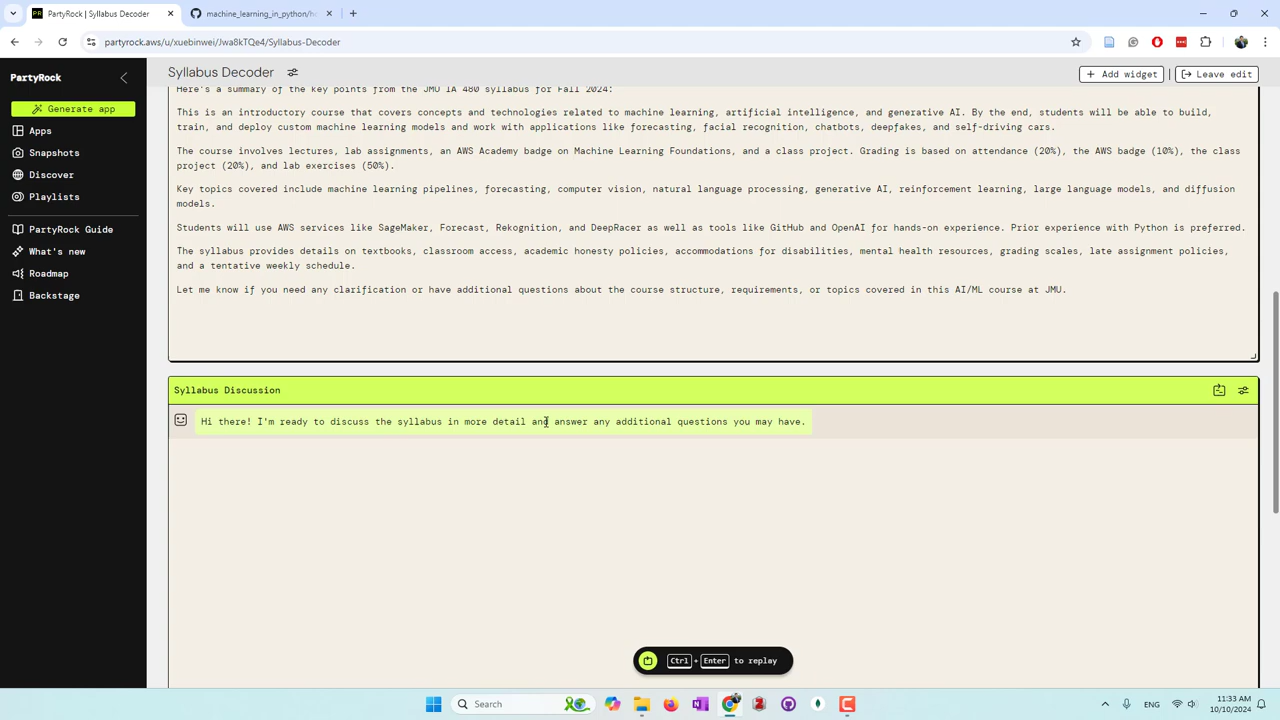 PartyRock | Syllabus Decoder
machine_learning_in_python/ho
partyrock.aws/u/xuebinwei/Jwa8kTQe4/Syllabus-Decoder
PartyRock
Generate app
Apps
Snapshots
Discover
Playlists
PartyRock Guide
What's new
Roadmap
Backstage
Syllabus Decoder
Add widget
Leave edit
Here's a summary of the key points from the JMU IA 480 syllabus for Fall 2024:
This is an introductory course that covers concepts and technologies related to machine learning, artificial intelligence, and generative AI. By the end, students will be able to build,
train, and deploy custom machine learning models and work with applications like forecasting, facial recognition, chatbots, deepfakes, and self-driving cars.
The course involves lectures, lab assignments, an AWS Academy badge on Machine Learning Foundations, and a class project. Grading is based on attendance (20%), the AWS badge (10%), the class
project (20%), and lab exercises (50%).
Key topics covered include machine learning pipelines, forecasting, computer vision, natural language processing, generative AI, reinforcement learning, large language models, and diffusion
models.
Students will use AWS services like SageMaker, Forecast, Rekognition, and DeepRacer as well as tools like GitHub and OpenAI for hands-on experience. Prior experience with Python is preferred.
The syllabus provides details on textbooks, classroom access, academic honesty policies, accommodations for disabilities, mental health resources, grading scales, late assignment policies,
and a tentative weekly schedule.
Let me know if you need any clarification or have additional questions about the course structure, requirements, or topics covered in this AI/ML course at JMU.
Syllabus Discussion
Hi there! I'm ready to discuss the syllabus in more detail and answer any additional questions you may have.
Ctrl + Enter to replay
Search
ENG
11:33 AM
10/10/2024